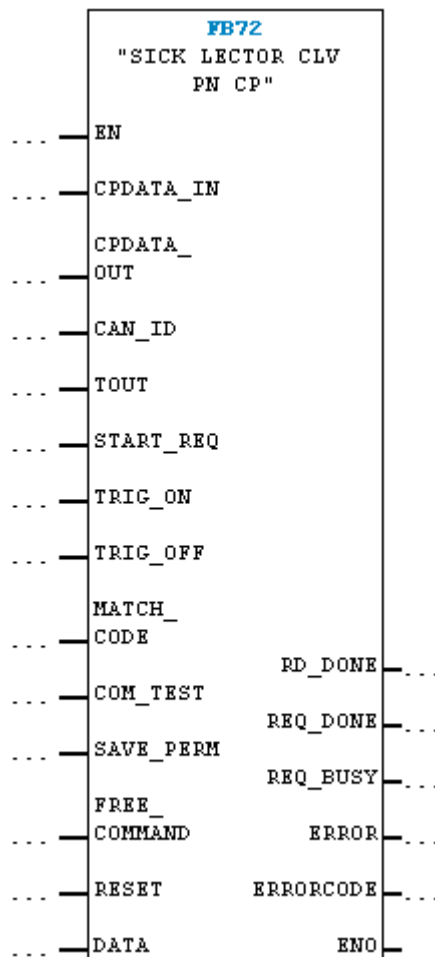 FB72
"SICK LECTOR CLV
PN CP"
... EN
... CPDATA_IN
CPDATA_
... OUT
... CAN_ID
... TOUT
... START_REQ
... TRIG_ON
... TRIG_OFF
MATCH_
... CODE
RD_DONE ...
... COM_TEST
REQ_DONE ...
... SAVE_PERM
REQ_BUSY ...
FREE_
... COMMAND ERROR ...
... RESET ERRORCODE ...
... DATA ENO